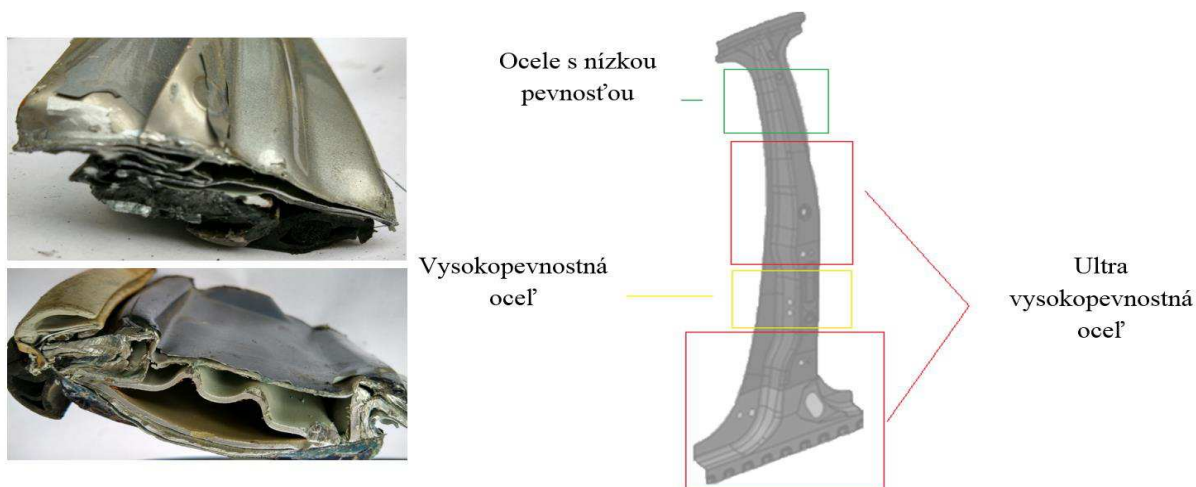 Ocele s nízkou
pevnosťou
Vysokopevnostná
oceľ
Ultra
vysokopevnostná
oceľ